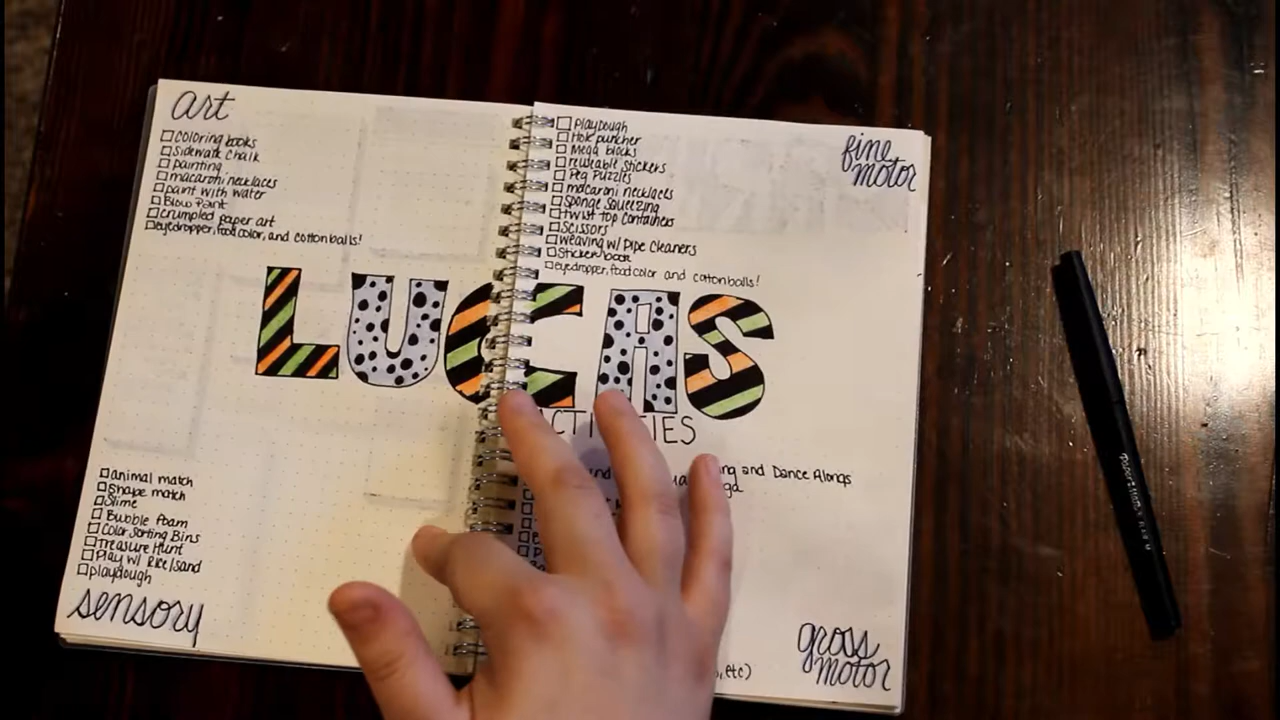 art
coloring books
Sidewalk Chalk
painting
macaroni necklaces
paint with water
Blow Paint
crumpled paper art
eyedropper, food color, and cotton balls!
Playdough
Hole puncher
Mega blocks
reusable stickers
Peg Puzzles
macaroni necklaces
Sponge Squeezing
twist top containers
Scissors
weaving w/ Pipe Cleaners
Sticker book
eyedropper, food color and cotton balls!
fine motor
LUCAS
animal match
Shape match
Slime
Bubble foam
Color Sorting Bins
Treasure Hunt
Play w/ Rice/sand
playdough
sensory
and Dance Alongs
etc)
gross motor